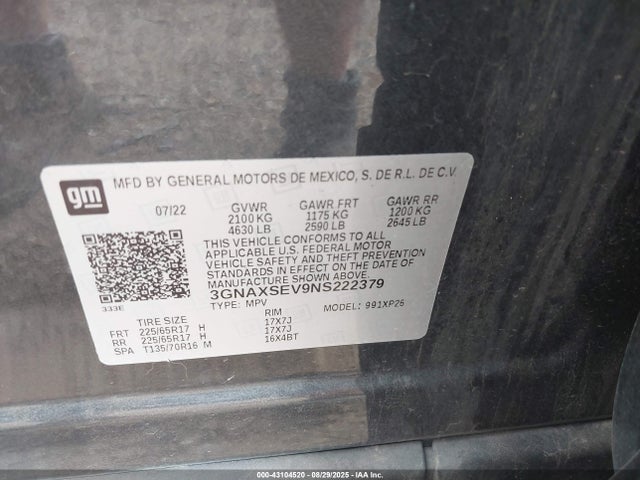 gm MFD BY GENERAL MOTORS DE MEXICO, S. DE R.L. DE C.V.
07/22 GVWR GAWR FRT GAWR RR
2100 KG 1175 KG 1200 KG
4630 LB 2590 LB 2645 LB
THIS VEHICLE CONFORMS TO ALL
APPLICABLE U.S. FEDERAL MOTOR
VEHICLE SAFETY AND THEFT PREVENTION
STANDARDS IN EFFECT ON THE DATE OF
MANUFACTURE SHOWN ABOVE.
3GNAXSEV9NS222379
333E TYPE: MPV MODEL: 991XP26
TIRE SIZE RIM
FRT 225/65R17 H 17X7J
RR 225/65R17 H 17X7J
SPA T135/70R16 M 16X4BT
000-43104520 - 08/29/2025 - IAA Inc.